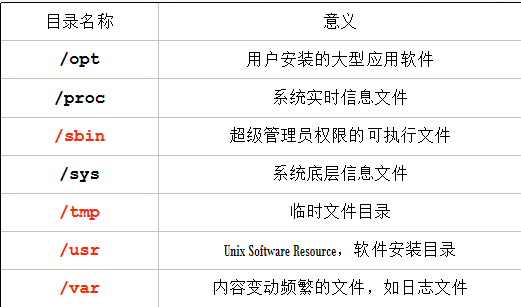 目录名称 意义
/opt 用户安装的大型应用软件
/proc 系统实时信息文件
/sbin 超级管理员权限的可执行文件
/sys 系统底层信息文件
/tmp 临时文件目录
/usr Unix Software Resource，软件安装目录
/var 内容变动频繁的文件，如日志文件